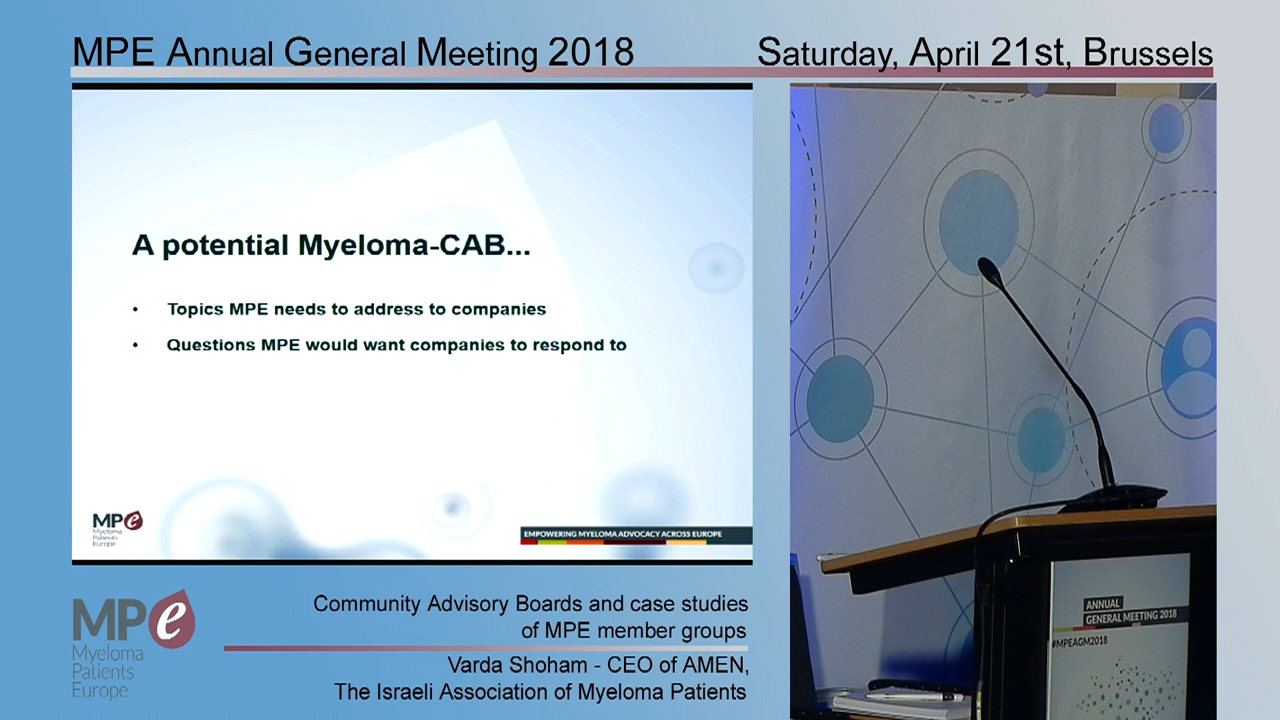 MPE Annual General Meeting 2018
Saturday, April 21st, Brussels
A potential Myeloma-CAB...
• Topics MPE needs to address to companies
• Questions MPE would want companies to respond to
MPe
Myeloma
Patients
Europe
EMPOWERING MYELOMA ADVOCACY ACROSS EUROPE
MPe
Myeloma
Patients
Europe
Community Advisory Boards and case studies
of MPE member groups
Varda Shoham - CEO of AMEN,
The Israeli Association of Myeloma Patients
ANNUAL
GENERAL MEETING 2018
#MPEAGM2018